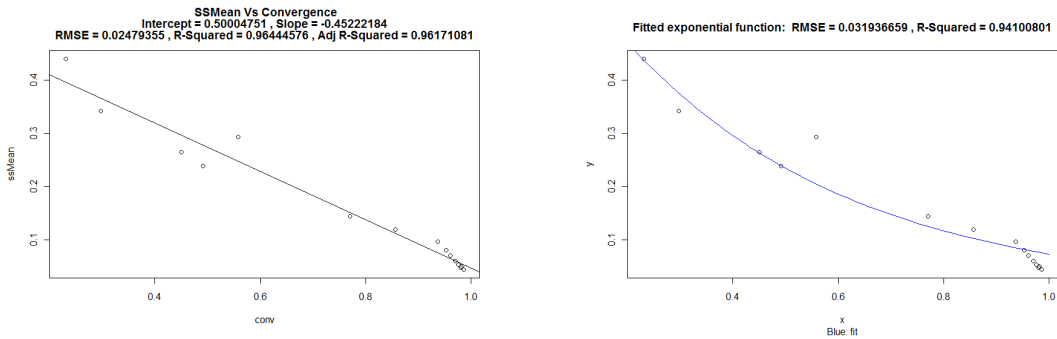 SSMean Vs Convergence
Intercept = 0.50004751 , Slope = -0.45222184
RMSE = 0.02479355 , R-Squared = 0.96444576 , Adj R-Squared = 0.96171081
ssMean
0.4
0.3
0.2
0.1
0.4
0.6
0.8
1.0
conv
Fitted exponential function:  RMSE = 0.031936659 , R-Squared = 0.94100801
y
0.4
0.3
0.2
0.1
0.4
0.6
0.8
1.0
x
Blue: fit